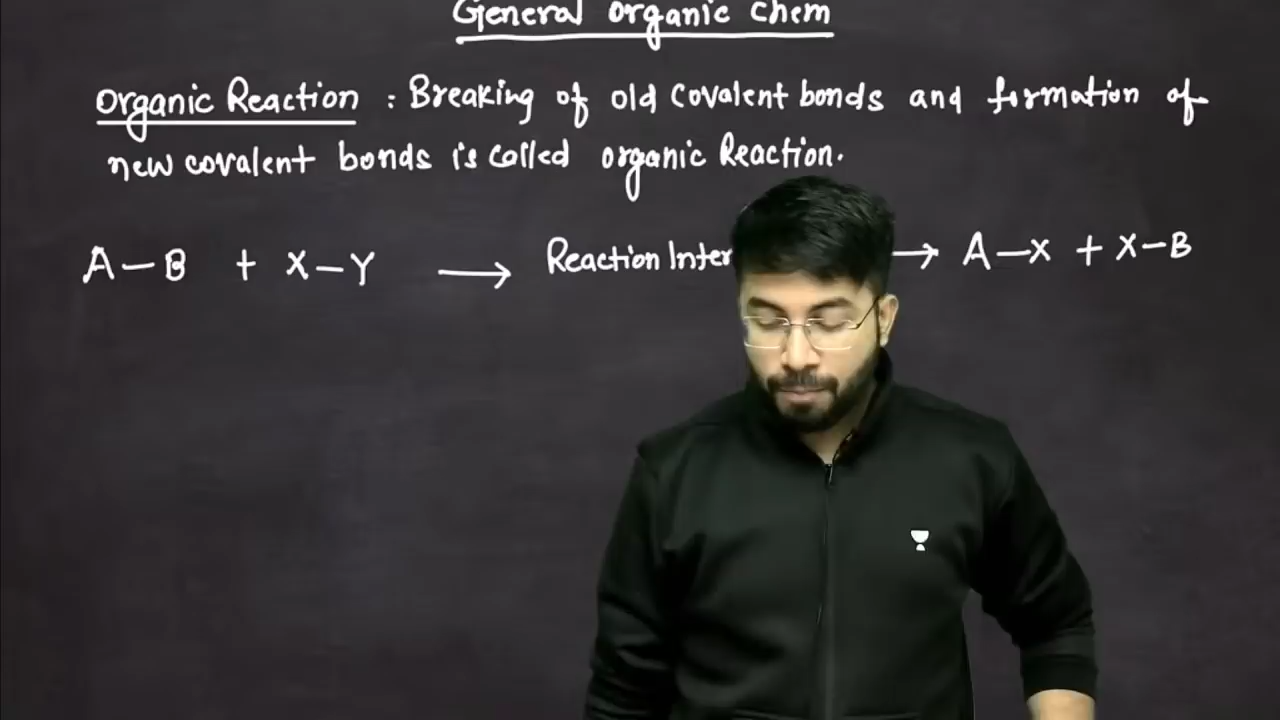 General organic chem
Organic Reaction : Breaking of old covalent bonds and formation of
new covalent bonds is called organic Reaction.
A – B + X – Y ⟶ Reaction Inter → A – X + X – B